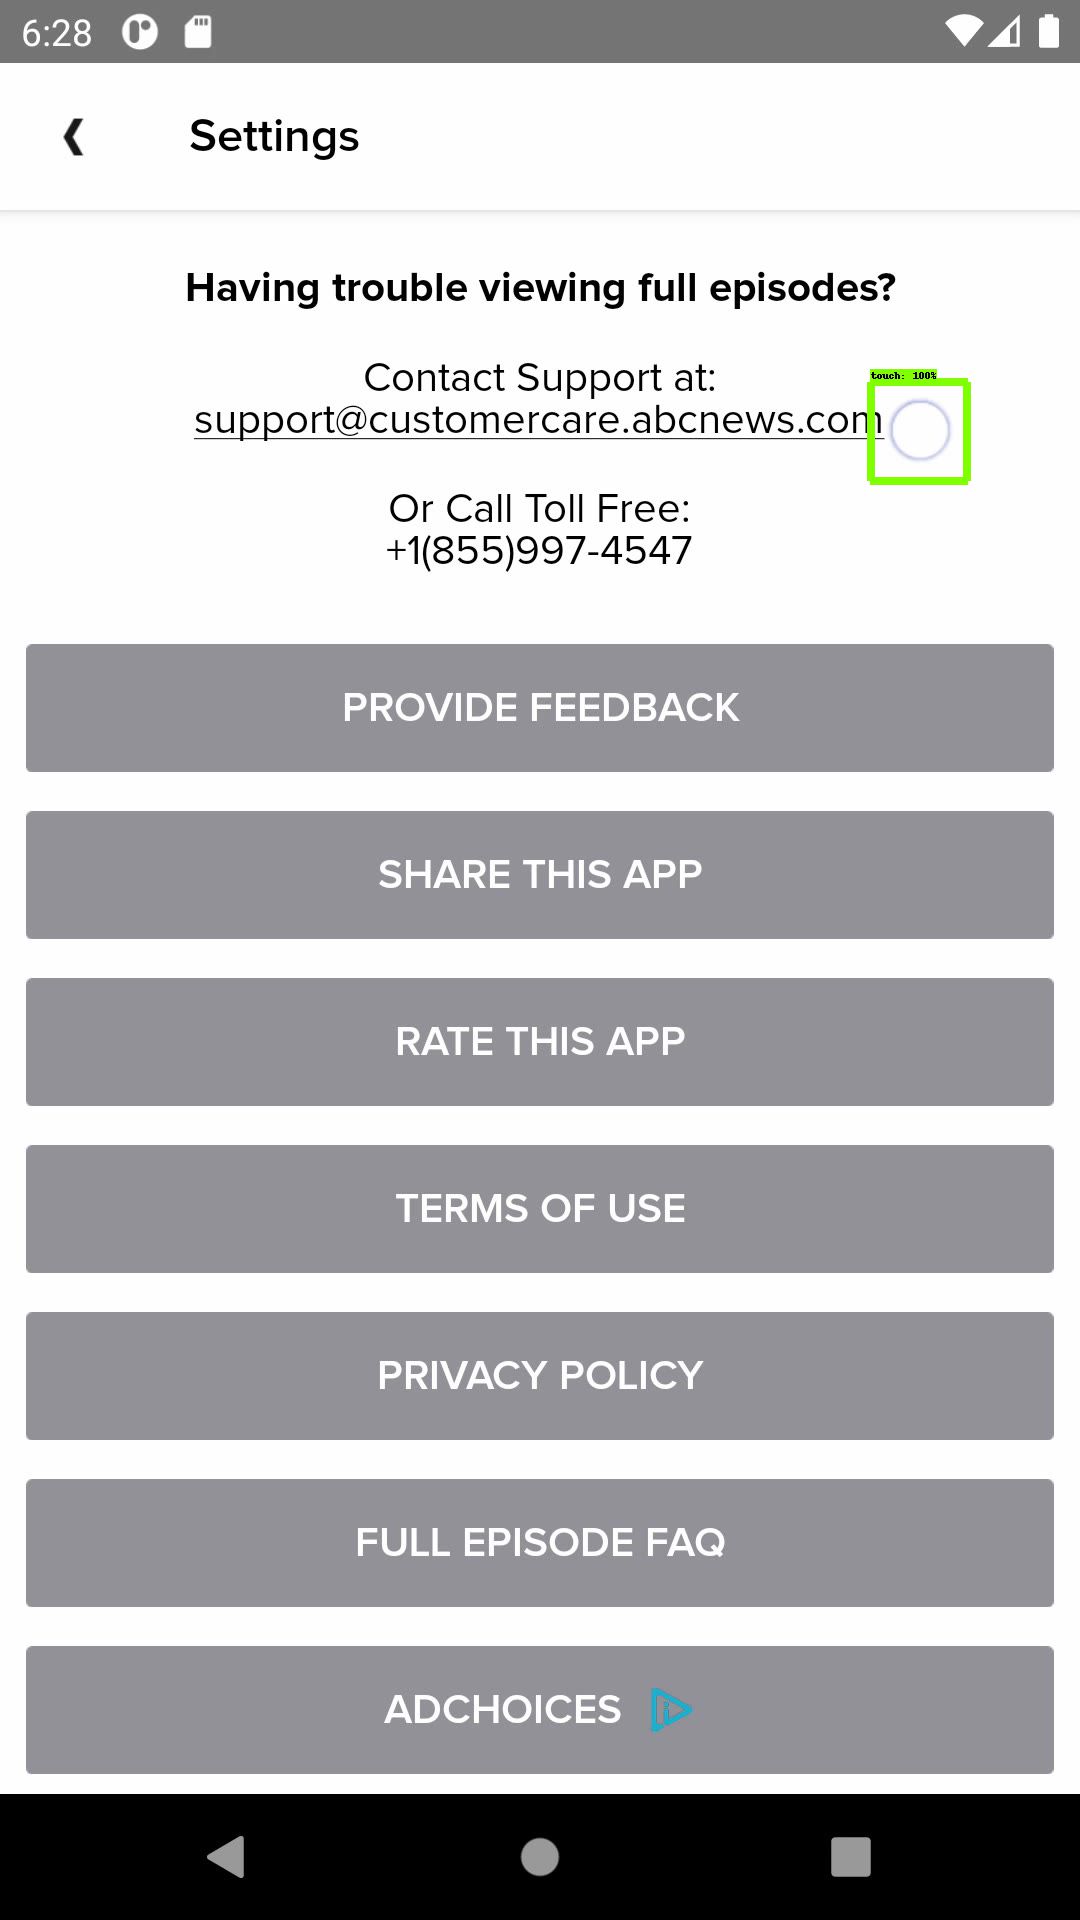 6:28
Settings
Having trouble viewing full episodes?
Contact Support at:
touch: 100%
support@customercare.abcnews.com
Or Call Toll Free:
+1(855)997-4547
PROVIDE FEEDBACK
SHARE THIS APP
RATE THIS APP
TERMS OF USE
PRIVACY POLICY
FULL EPISODE FAQ
ADCHOICES